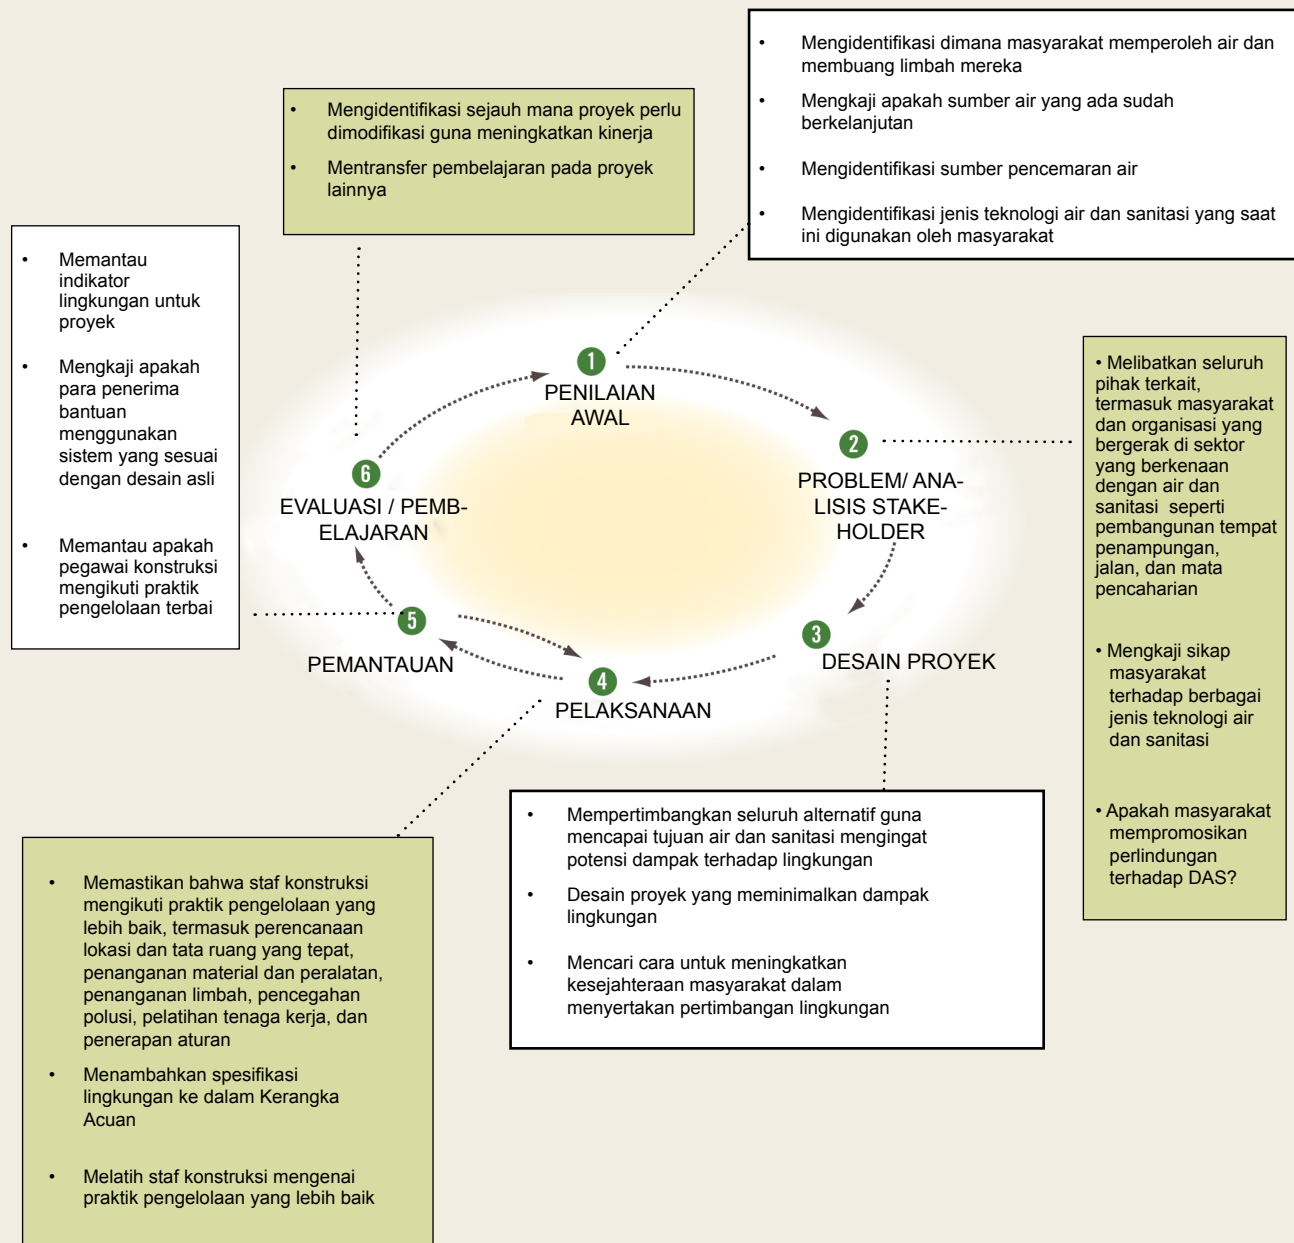 • Mengidentifikasi dimana masyarakat memperoleh air dan
membuang limbah mereka
• Mengkaji apakah sumber air yang ada sudah
berkelanjutan
• Mengidentifikasi sumber pencemaran air
• Mengidentifikasi jenis teknologi air dan sanitasi yang saat
ini digunakan oleh masyarakat
• Mengidentifikasi sejauh mana proyek perlu
dimodifikasi guna meningkatkan kinerja
• Mentransfer pembelajaran pada proyek
lainnya
• Memantau
indikator
lingkungan untuk
proyek
• Mengkaji apakah
para penerima
bantuan
menggunakan
sistem yang sesuai
dengan desain asli
• Memantau apakah
pegawai konstruksi
mengikuti praktik
pengelolaan terbai
1
PENILAIAN
AWAL
2
PROBLEM/ ANA-
LISIS STAKE-
HOLDER
3
DESAIN PROYEK
4
PELAKSANAAN
5
PEMANTAUAN
6
EVALUASI / PEMB-
ELAJARAN
• Melibatkan seluruh
pihak terkait,
termasuk masyarakat
dan organisasi yang
bergerak di sektor
yang berkenaan
dengan air dan
sanitasi seperti
pembangunan tempat
penampungan,
jalan, dan mata
pencaharian
• Mengkaji sikap
masyarakat
terhadap berbagai
jenis teknologi air
dan sanitasi
• Apakah masyarakat
mempromosikan
perlindungan
terhadap DAS?
• Mempertimbangkan seluruh alternatif guna
mencapai tujuan air dan sanitasi mengingat
potensi dampak terhadap lingkungan
• Desain proyek yang meminimalkan dampak
lingkungan
• Mencari cara untuk meningkatkan
kesejahteraan masyarakat dalam
menyertakan pertimbangan lingkungan
• Memastikan bahwa staf konstruksi
mengikuti praktik pengelolaan yang
lebih baik, termasuk perencanaan
lokasi dan tata ruang yang tepat,
penanganan material dan peralatan,
penanganan limbah, pencegahan
polusi, pelatihan tenaga kerja, dan
penerapan aturan
• Menambahkan spesifikasi
lingkungan ke dalam Kerangka
Acuan
• Melatih staf konstruksi mengenai
praktik pengelolaan yang lebih baik